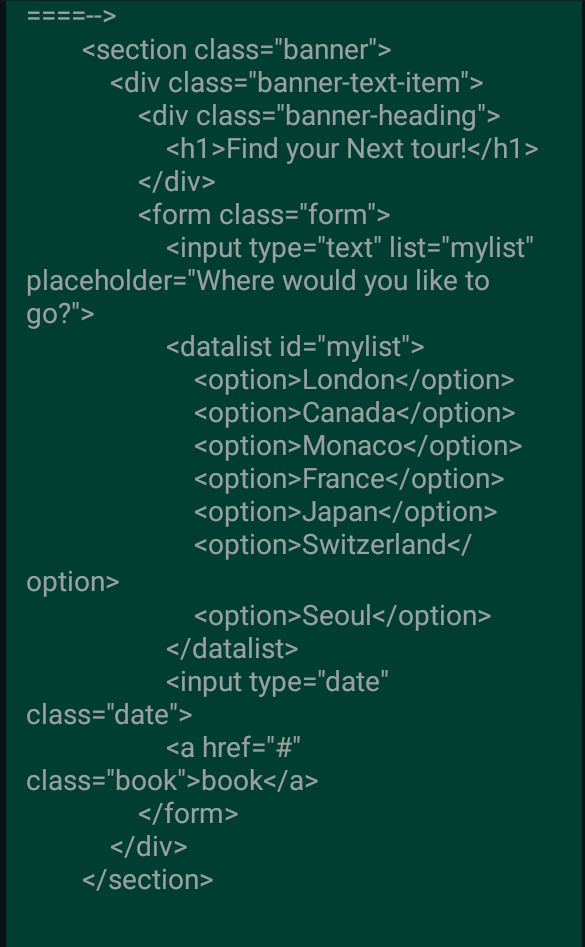 ====-->
<section class="banner">
<div class="banner-text-item">
<div class="banner-heading">
<h1>Find your Next tour!</h1>
</div>
<form class="form">
<input type="text" list="mylist"
placeholder="Where would you like to
go?">
<datalist id="mylist">
<option>London</option>
<option>Canada</option>
<option>Monaco</option>
<option>France</option>
<option>Japan</option>
<option>Switzerland</
option>
<option>Seoul</option>
</datalist>
<input type="date"
class="date">
<a href="#"
class="book">book</a>
</form>
</div>
</section>